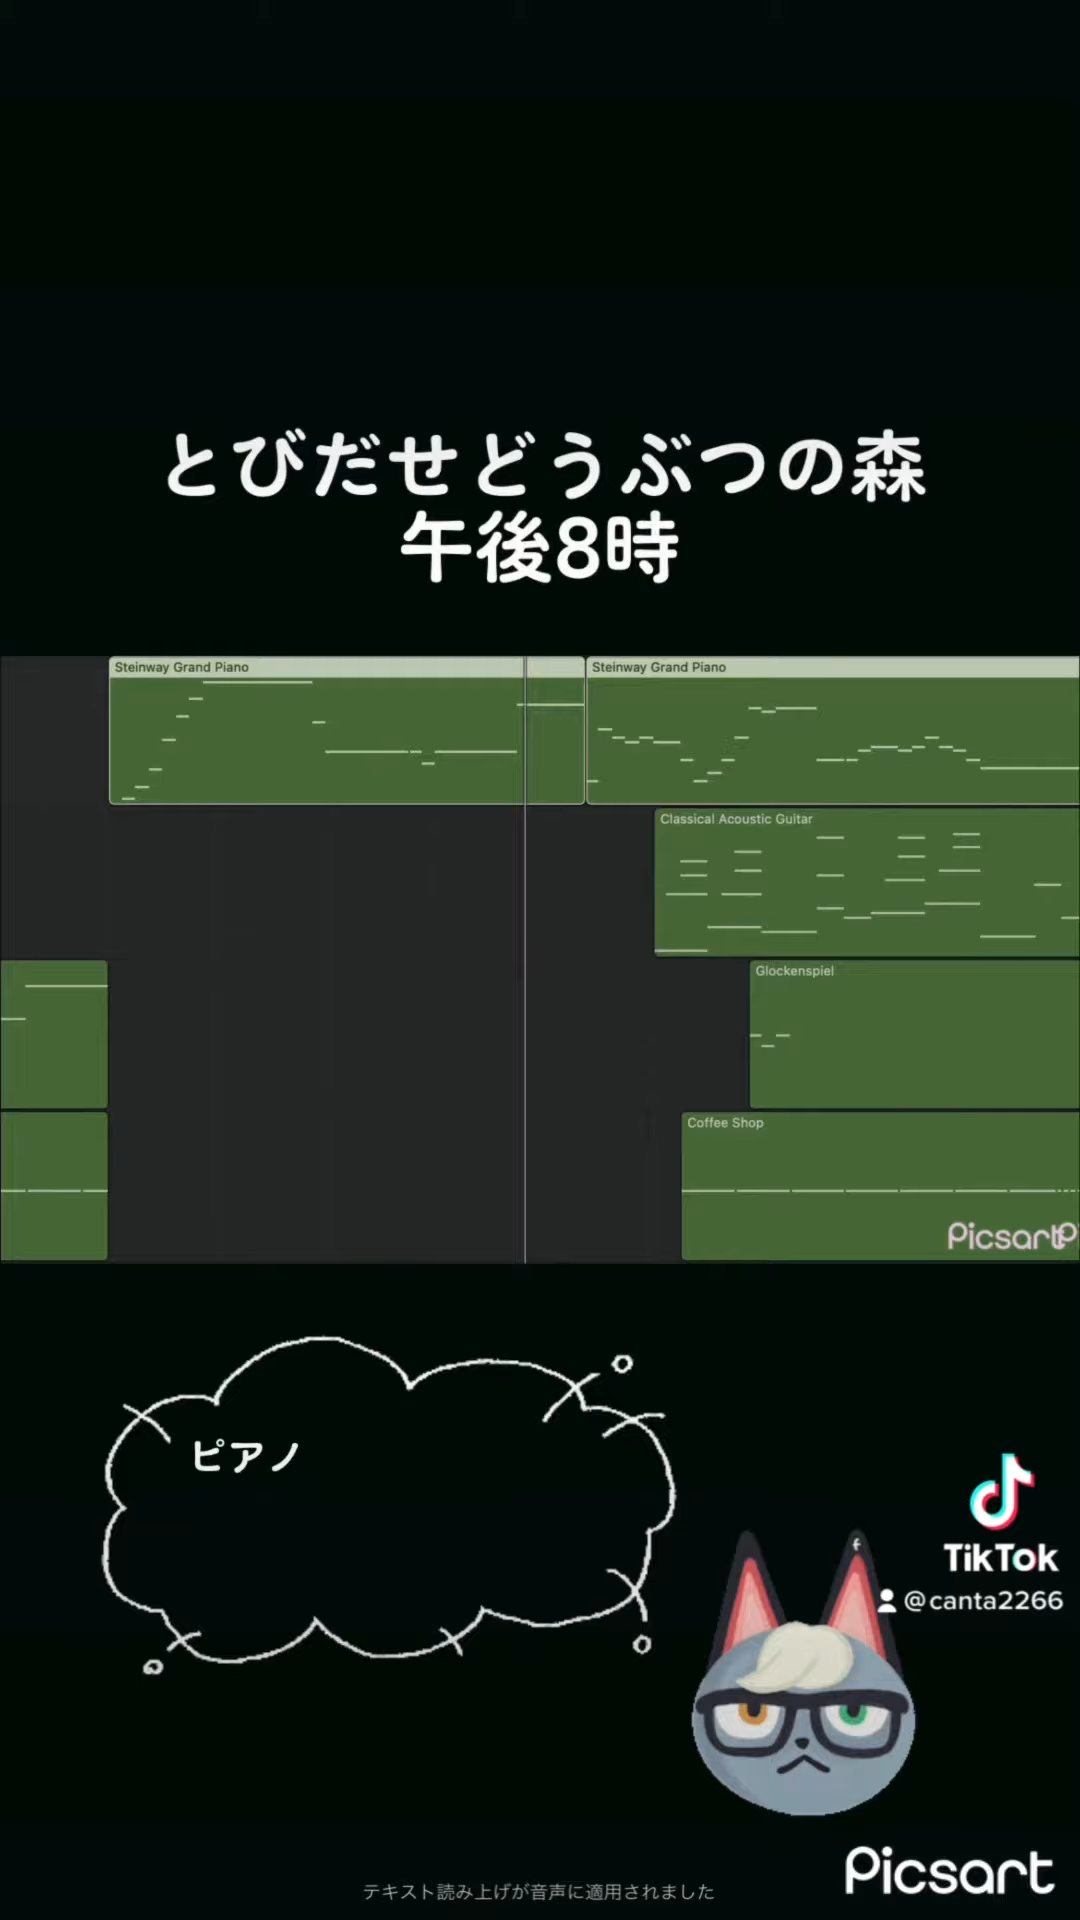 とびだせどうぶつの森
午後8時
Steinway Grand Piano
Steinway Grand Piano
Classical Acoustic Guitar
Glockenspiel
Coffee Shop
Picsart
ピアノ
TikTok
@canta2266
Picsart
テキスト読み上げが音声に適用されました